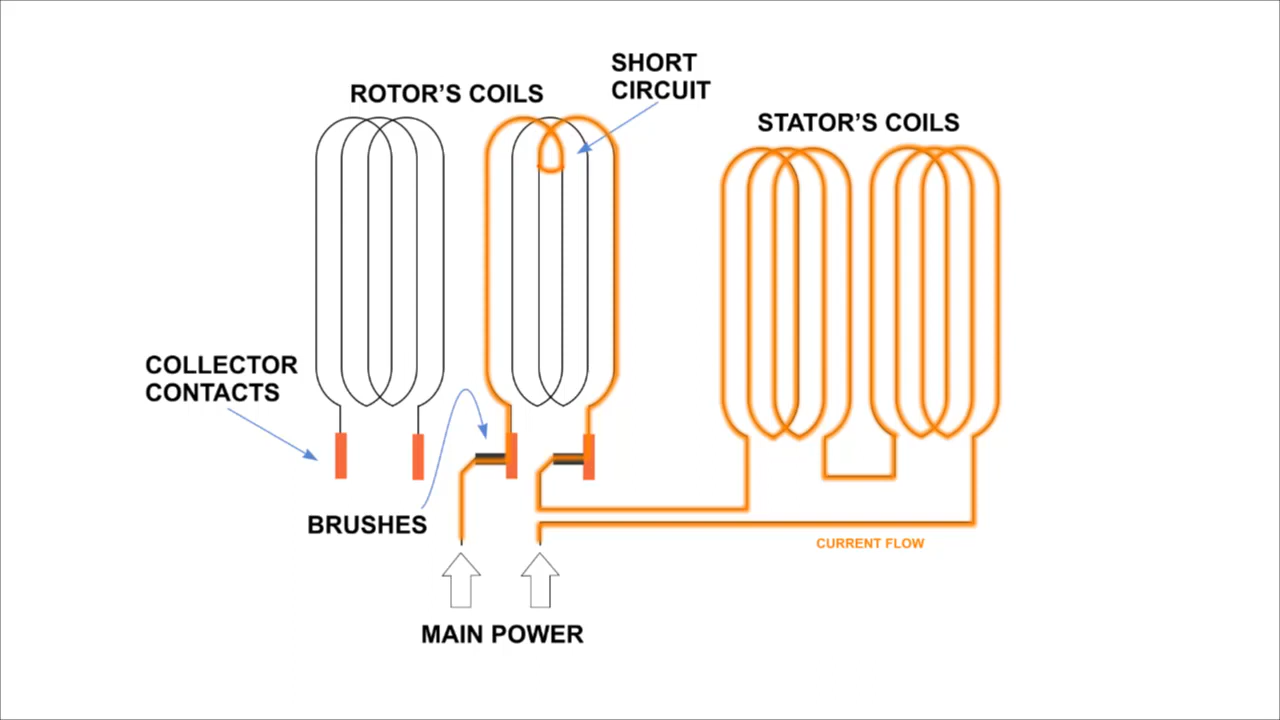 SHORT
CIRCUIT
ROTOR'S COILS
STATOR'S COILS
COLLECTOR
CONTACTS
BRUSHES
CURRENT FLOW
MAIN POWER